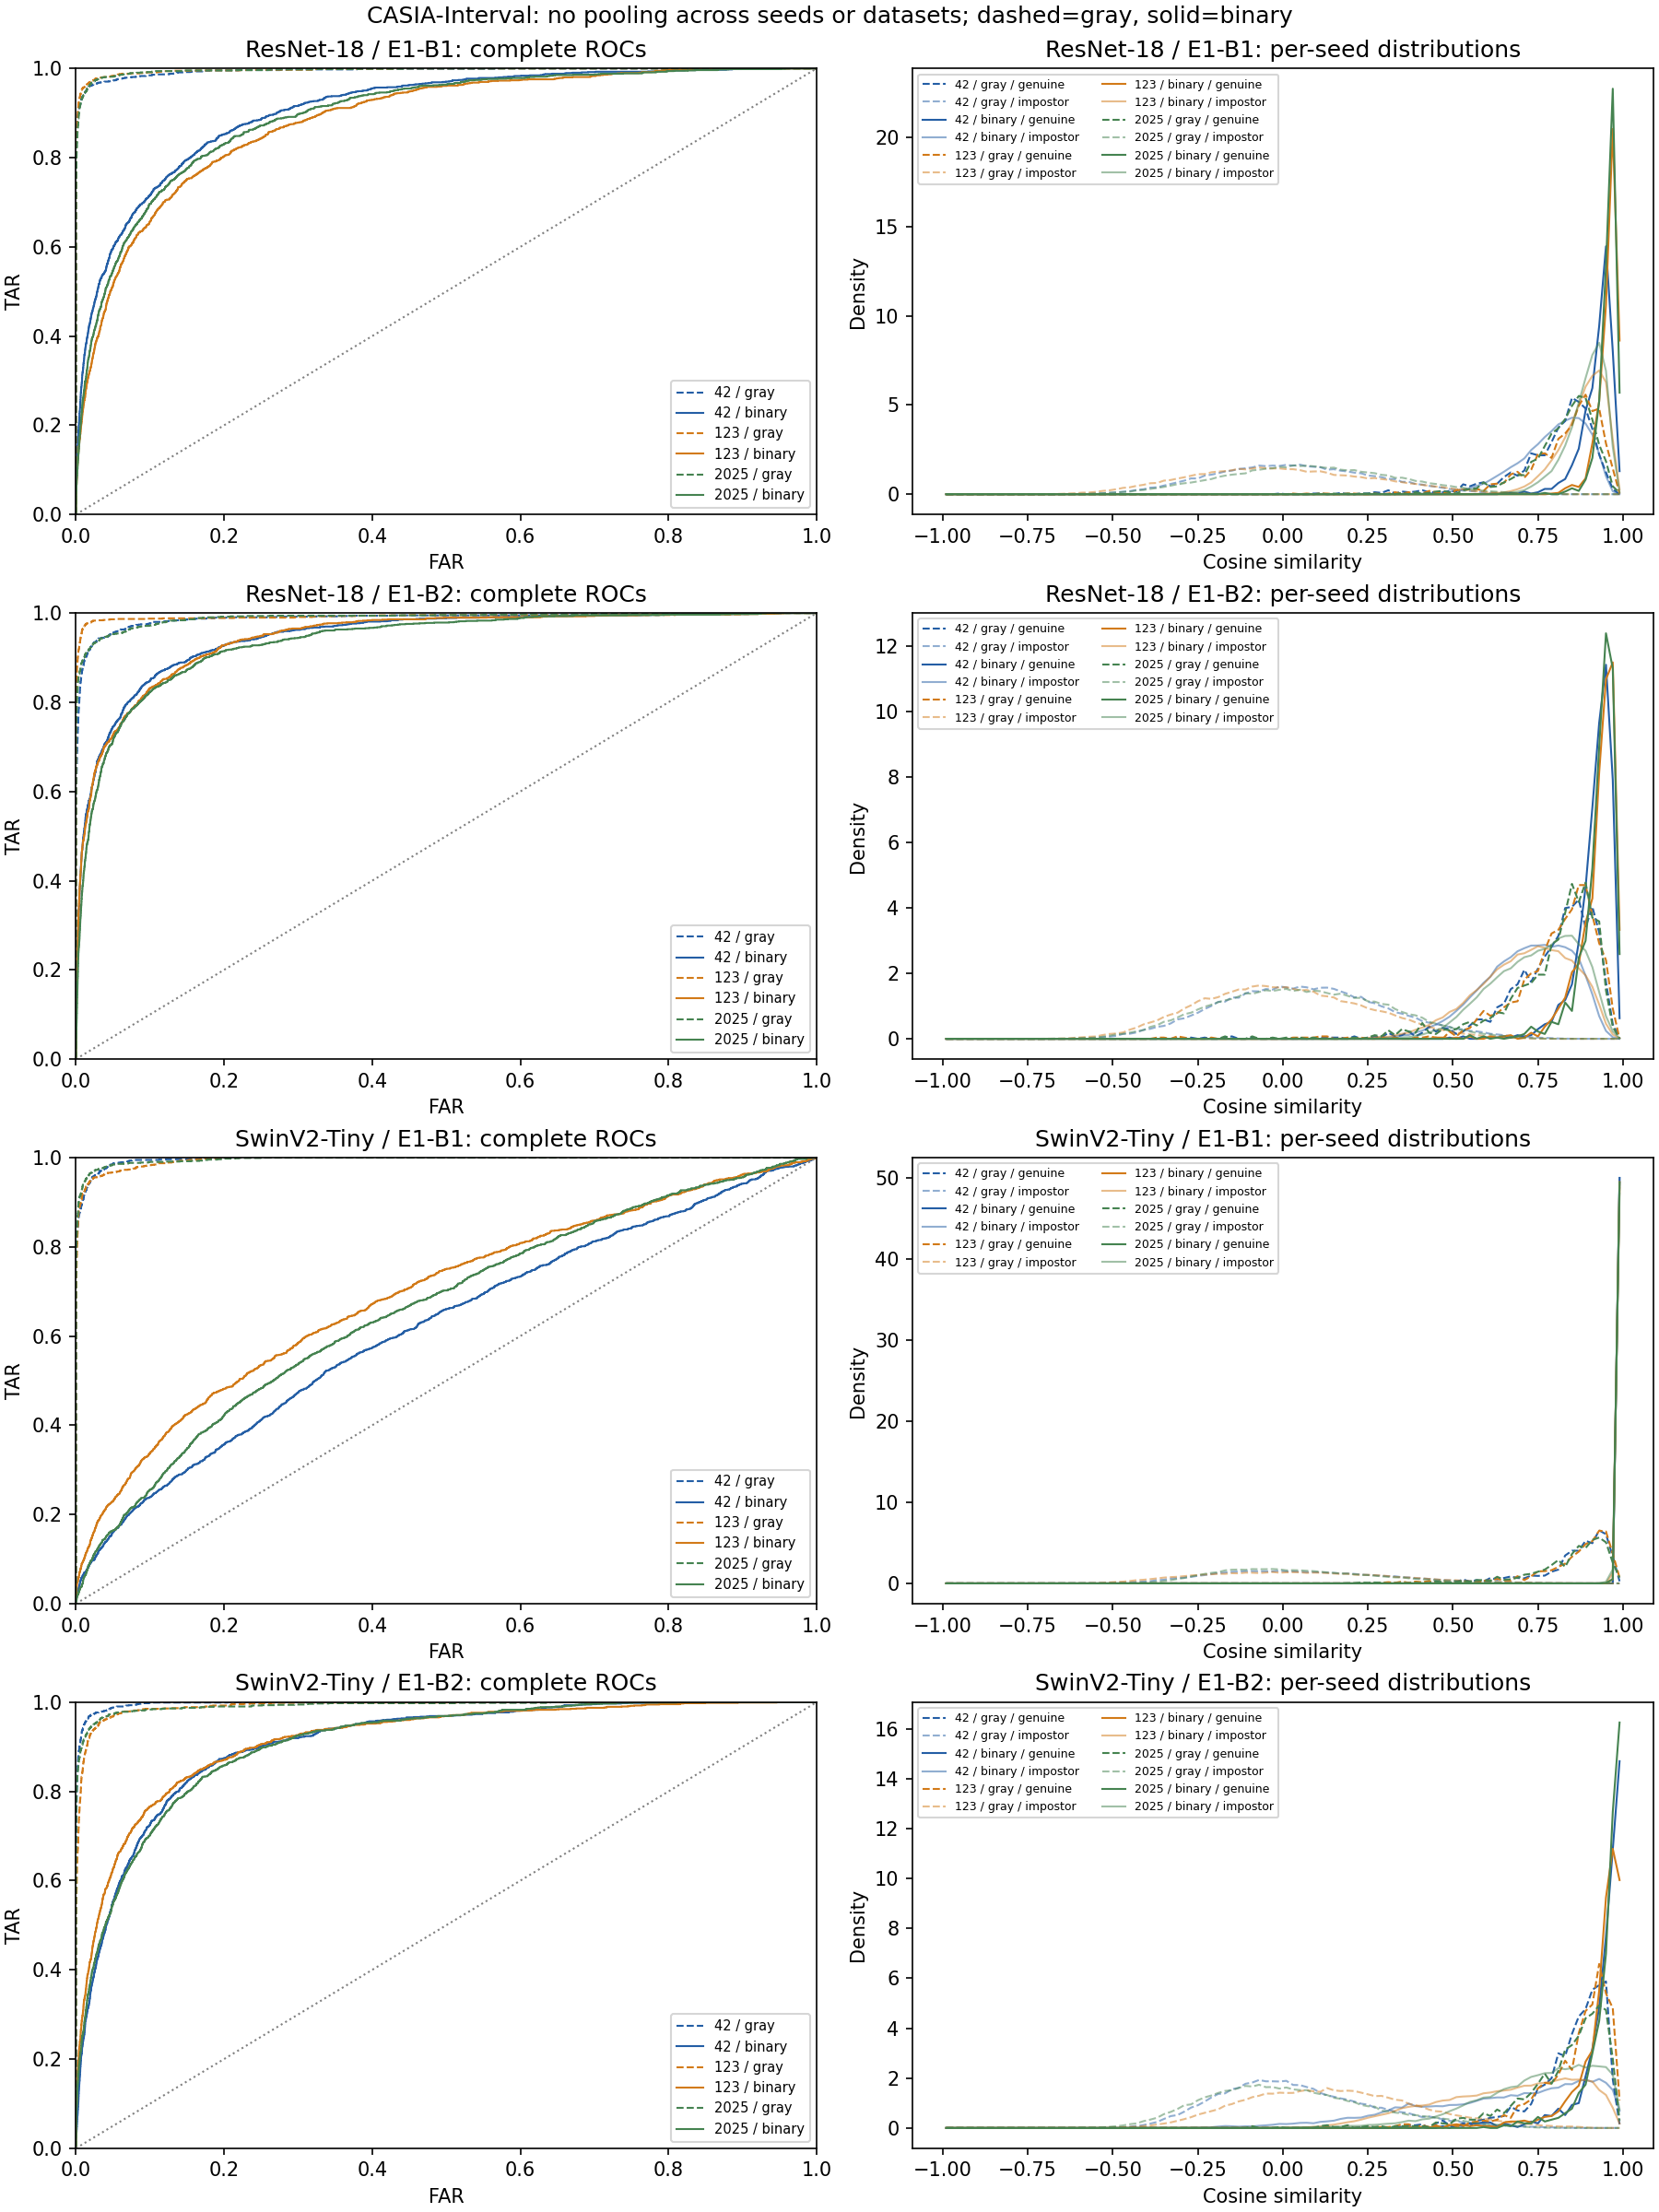 CASIA-Interval: no pooling across seeds or datasets; dashed=gray, solid=binary
ResNet-18 / E1-B1: complete ROCs
1.0
0.8
0.6
0.4
0.2
0.0
TAR
0.0 0.2 0.4 0.6 0.8 1.0
FAR
42 / gray
42 / binary
123 / gray
123 / binary
2025 / gray
2025 / binary
ResNet-18 / E1-B1: per-seed distributions
20
15
10
5
0
Density
−1.00 −0.75 −0.50 −0.25 0.00 0.25 0.50 0.75 1.00
Cosine similarity
42 / gray / genuine
42 / gray / impostor
42 / binary / genuine
42 / binary / impostor
123 / gray / genuine
123 / gray / impostor
123 / binary / genuine
123 / binary / impostor
2025 / gray / genuine
2025 / gray / impostor
2025 / binary / genuine
2025 / binary / impostor
ResNet-18 / E1-B2: complete ROCs
1.0
0.8
0.6
0.4
0.2
0.0
TAR
0.0 0.2 0.4 0.6 0.8 1.0
FAR
42 / gray
42 / binary
123 / gray
123 / binary
2025 / gray
2025 / binary
ResNet-18 / E1-B2: per-seed distributions
12
10
8
6
4
2
0
Density
−1.00 −0.75 −0.50 −0.25 0.00 0.25 0.50 0.75 1.00
Cosine similarity
42 / gray / genuine
42 / gray / impostor
42 / binary / genuine
42 / binary / impostor
123 / gray / genuine
123 / gray / impostor
123 / binary / genuine
123 / binary / impostor
2025 / gray / genuine
2025 / gray / impostor
2025 / binary / genuine
2025 / binary / impostor
SwinV2-Tiny / E1-B1: complete ROCs
1.0
0.8
0.6
0.4
0.2
0.0
TAR
0.0 0.2 0.4 0.6 0.8 1.0
FAR
42 / gray
42 / binary
123 / gray
123 / binary
2025 / gray
2025 / binary
SwinV2-Tiny / E1-B1: per-seed distributions
50
40
30
20
10
0
Density
−1.00 −0.75 −0.50 −0.25 0.00 0.25 0.50 0.75 1.00
Cosine similarity
42 / gray / genuine
42 / gray / impostor
42 / binary / genuine
42 / binary / impostor
123 / gray / genuine
123 / gray / impostor
123 / binary / genuine
123 / binary / impostor
2025 / gray / genuine
2025 / gray / impostor
2025 / binary / genuine
2025 / binary / impostor
SwinV2-Tiny / E1-B2: complete ROCs
1.0
0.8
0.6
0.4
0.2
0.0
TAR
0.0 0.2 0.4 0.6 0.8 1.0
FAR
42 / gray
42 / binary
123 / gray
123 / binary
2025 / gray
2025 / binary
SwinV2-Tiny / E1-B2: per-seed distributions
16
14
12
10
8
6
4
2
0
Density
−1.00 −0.75 −0.50 −0.25 0.00 0.25 0.50 0.75 1.00
Cosine similarity
42 / gray / genuine
42 / gray / impostor
42 / binary / genuine
42 / binary / impostor
123 / gray / genuine
123 / gray / impostor
123 / binary / genuine
123 / binary / impostor
2025 / gray / genuine
2025 / gray / impostor
2025 / binary / genuine
2025 / binary / impostor